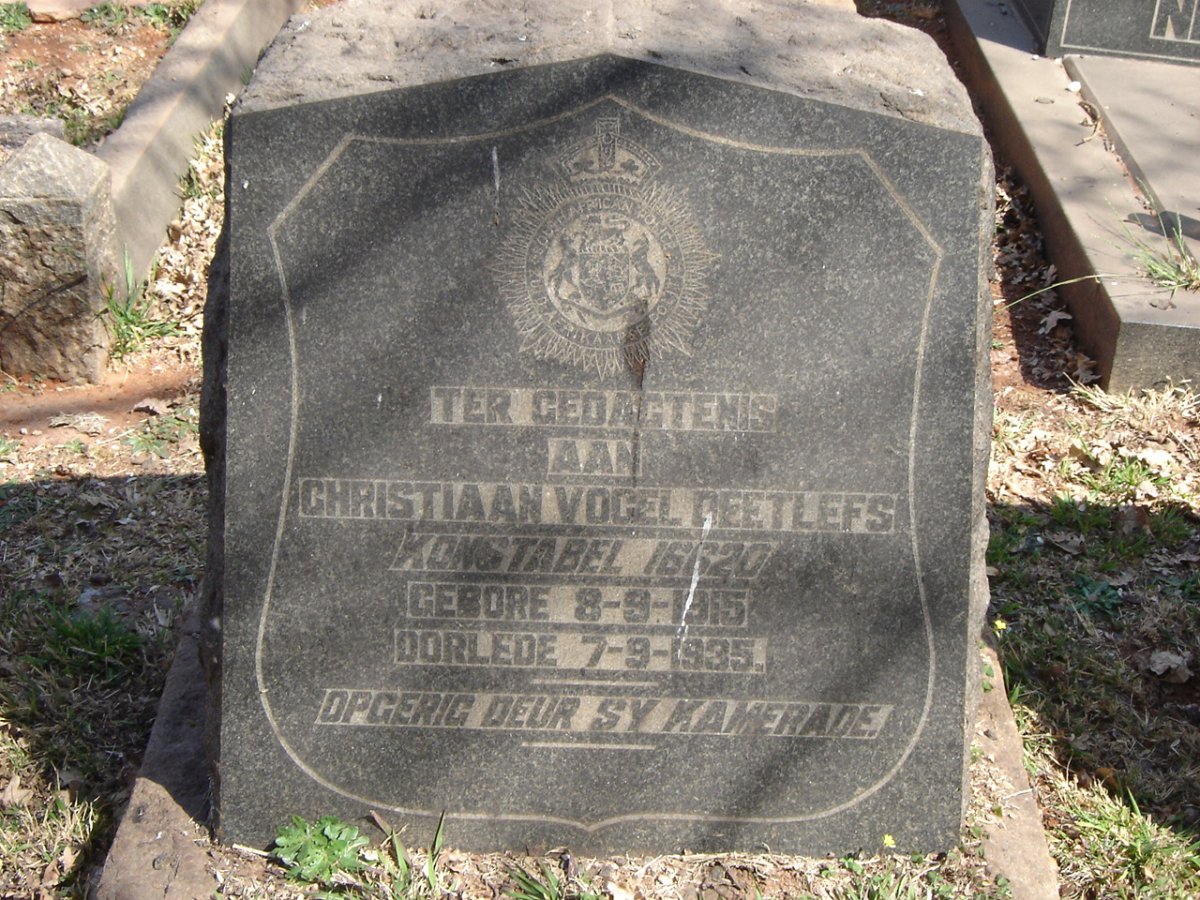 TER GEDAGTENIS
AAN
CHRISTIAAN VOGEL DEETLEFS
KONSTABEL 16620
GEBORE 8-9-1915
OORLEDE 7-9-1935.
OPGERIG DEUR SY KAMERADE.